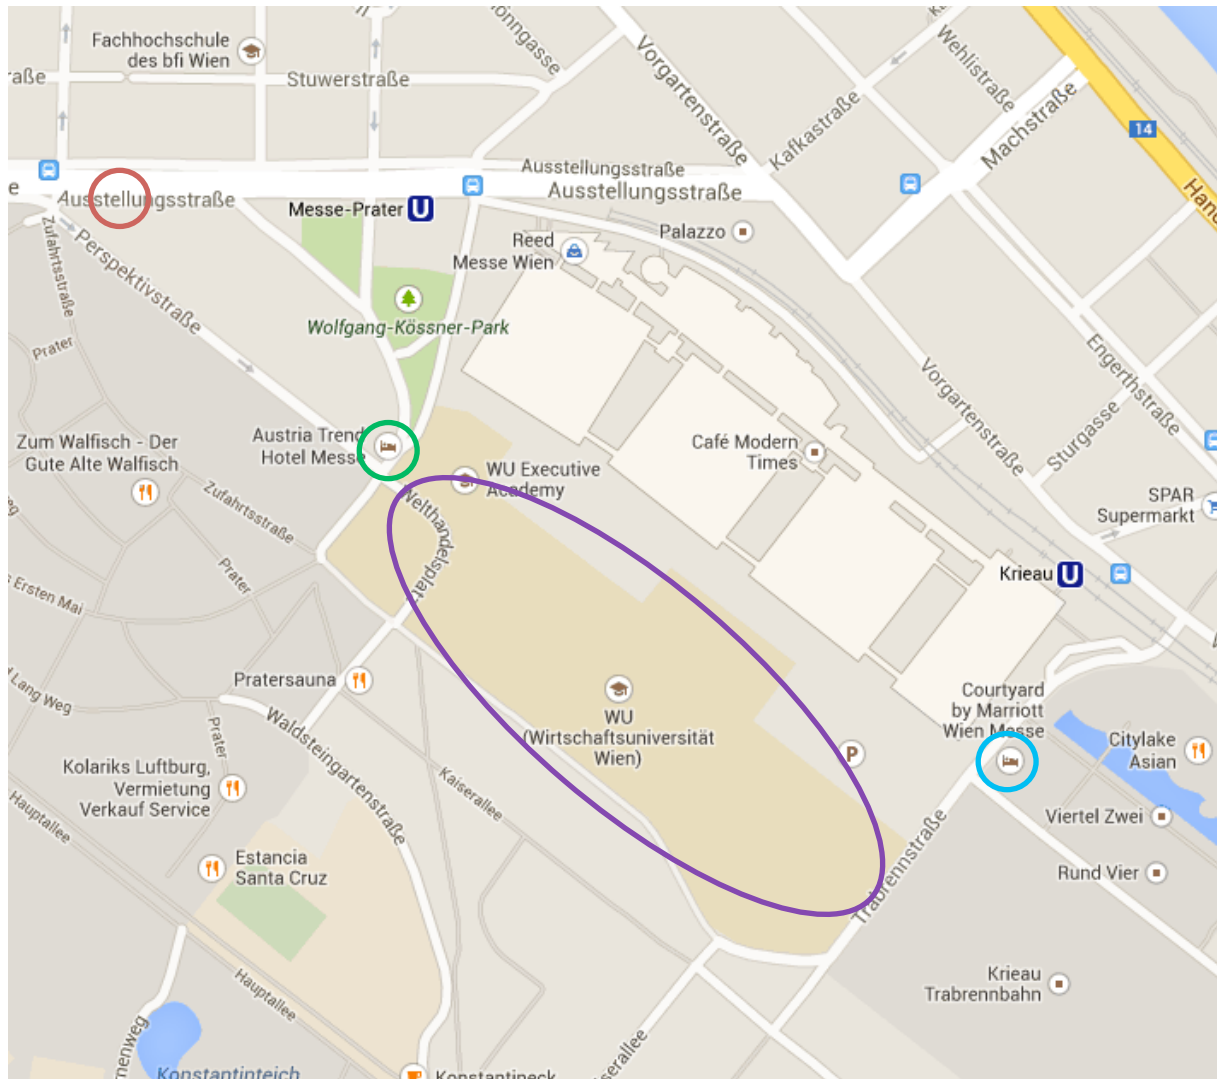 Fachhochschule
des bfi Wien
Stuwerstraße
raße
önngasse
Vorgartenstraße
Kafkastraße
Wehlistraße
Machstraße
14
Hand
e
Ausstellungsstraße
Ausstellungsstraße
Ausstellungsstraße
Messe-Prater U
Zufahrtsstraße
Perspektivstraße
Prater
Reed
Messe Wien
Palazzo
Wolfgang-Kössner-Park
Engerthstraße
Vorgartenstraße
Sturgasse
Austria Trend
Hotel Messe
Zum Walfisch - Der
Gute Alte Walfisch
Zufahrtsstraße
WU Executive
Academy
Café Modern
Times
SPAR
Supermarkt
Welthandelsplatz
Krieau U
Prater
s Ersten Mai
Pratersauna
d Lang Weg
Prater
Waldsteingartenstraße
WU
(Wirtschaftsuniversität
Wien)
P
Courtyard
by Marriott
Wien Messe
Citylake
Asian
Kolariks Luftburg,
Vermietung
Verkauf Service
Kaiserallee
Hauptallee
Viertel Zwei
Rund Vier
Estancia
Santa Cruz
Trabrennstraße
Hauptallee
Krieau
Trabrennbahn
nenweg
Konstantinteich
Konstantineck
serallee